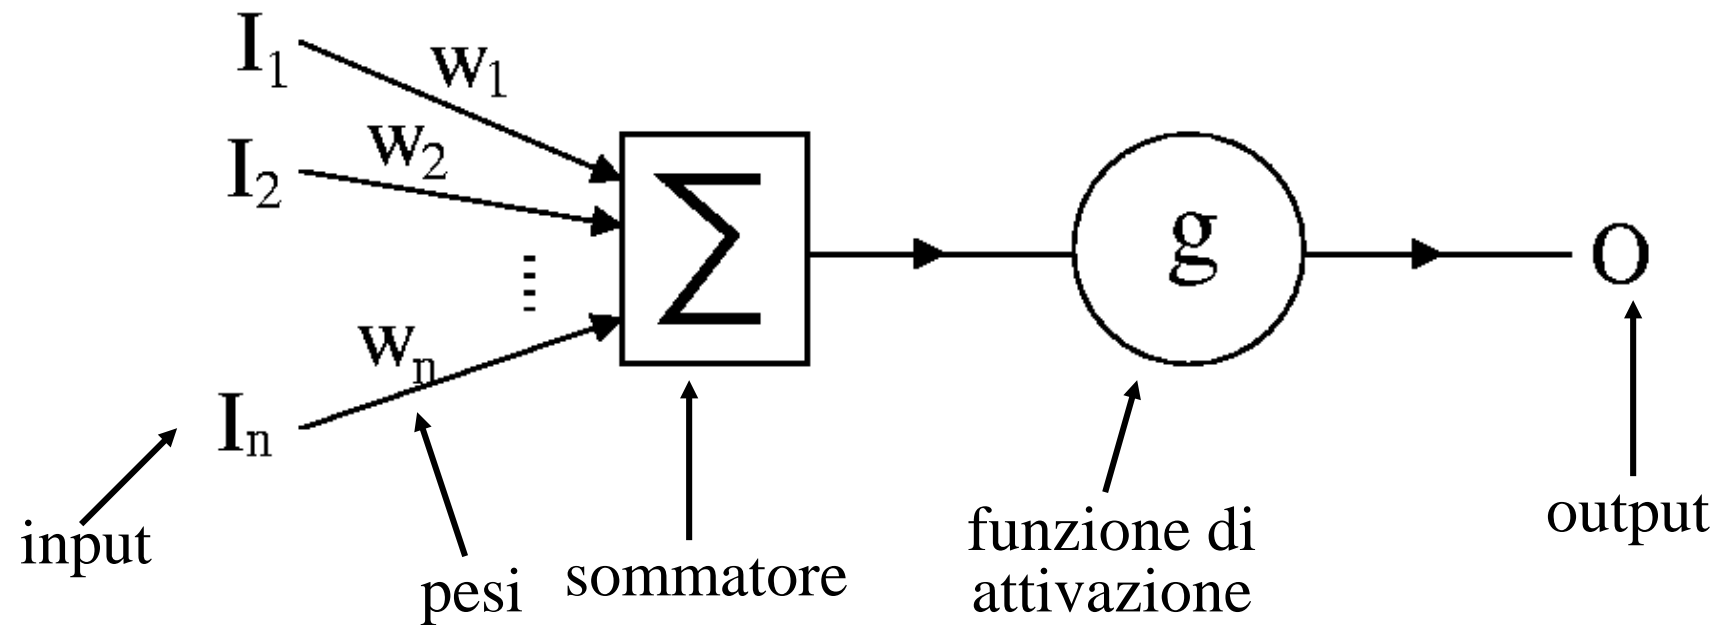 I1
w1
I2
w2
Σ
g
O
wn
In
input
pesi
sommatore
funzione di
attivazione
output